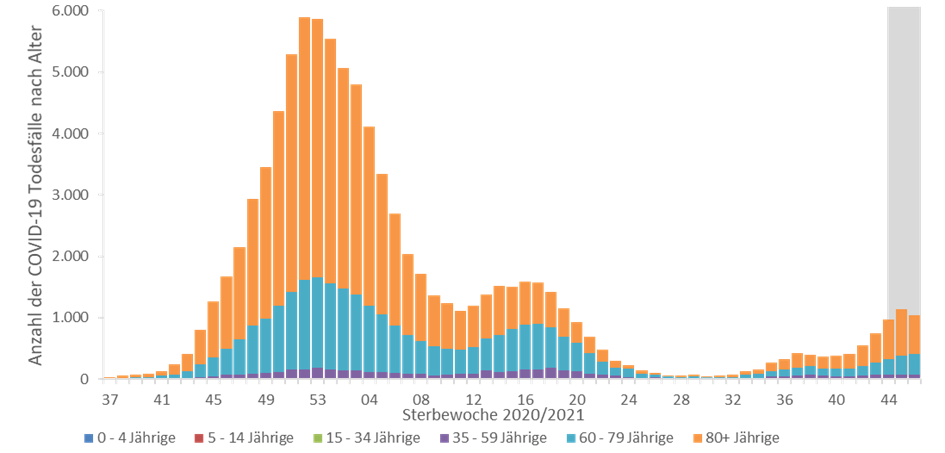 Anzahl der COVID-19 Todesfälle nach Alter
6.000
5.000
4.000
3.000
2.000
1.000
0
37 41 45 49 53 04 08 12 16 20 24 28 32 36 40 44
Sterbewoche 2020/2021
0 - 4 Jährige 5 - 14 Jährige 15 - 34 Jährige 35 - 59 Jährige 60 - 79 Jährige 80+ Jährige